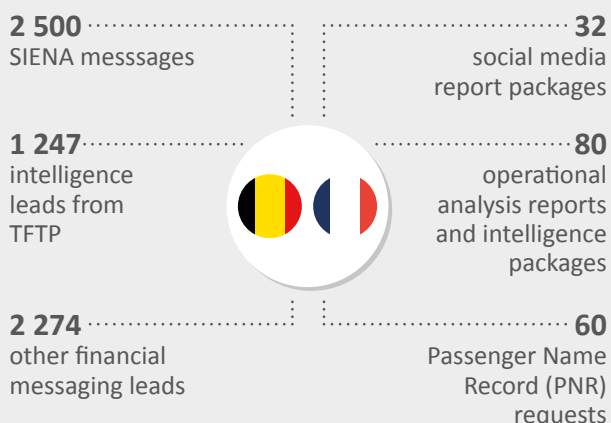 2 500
SIENA messsages
1 247
intelligence
leads from
TFTP
2 274
other financial
messaging leads
32
social media
report packages
80
operational
analysis reports
and intelligence
packages
60
Passenger Name
Record (PNR)
requests